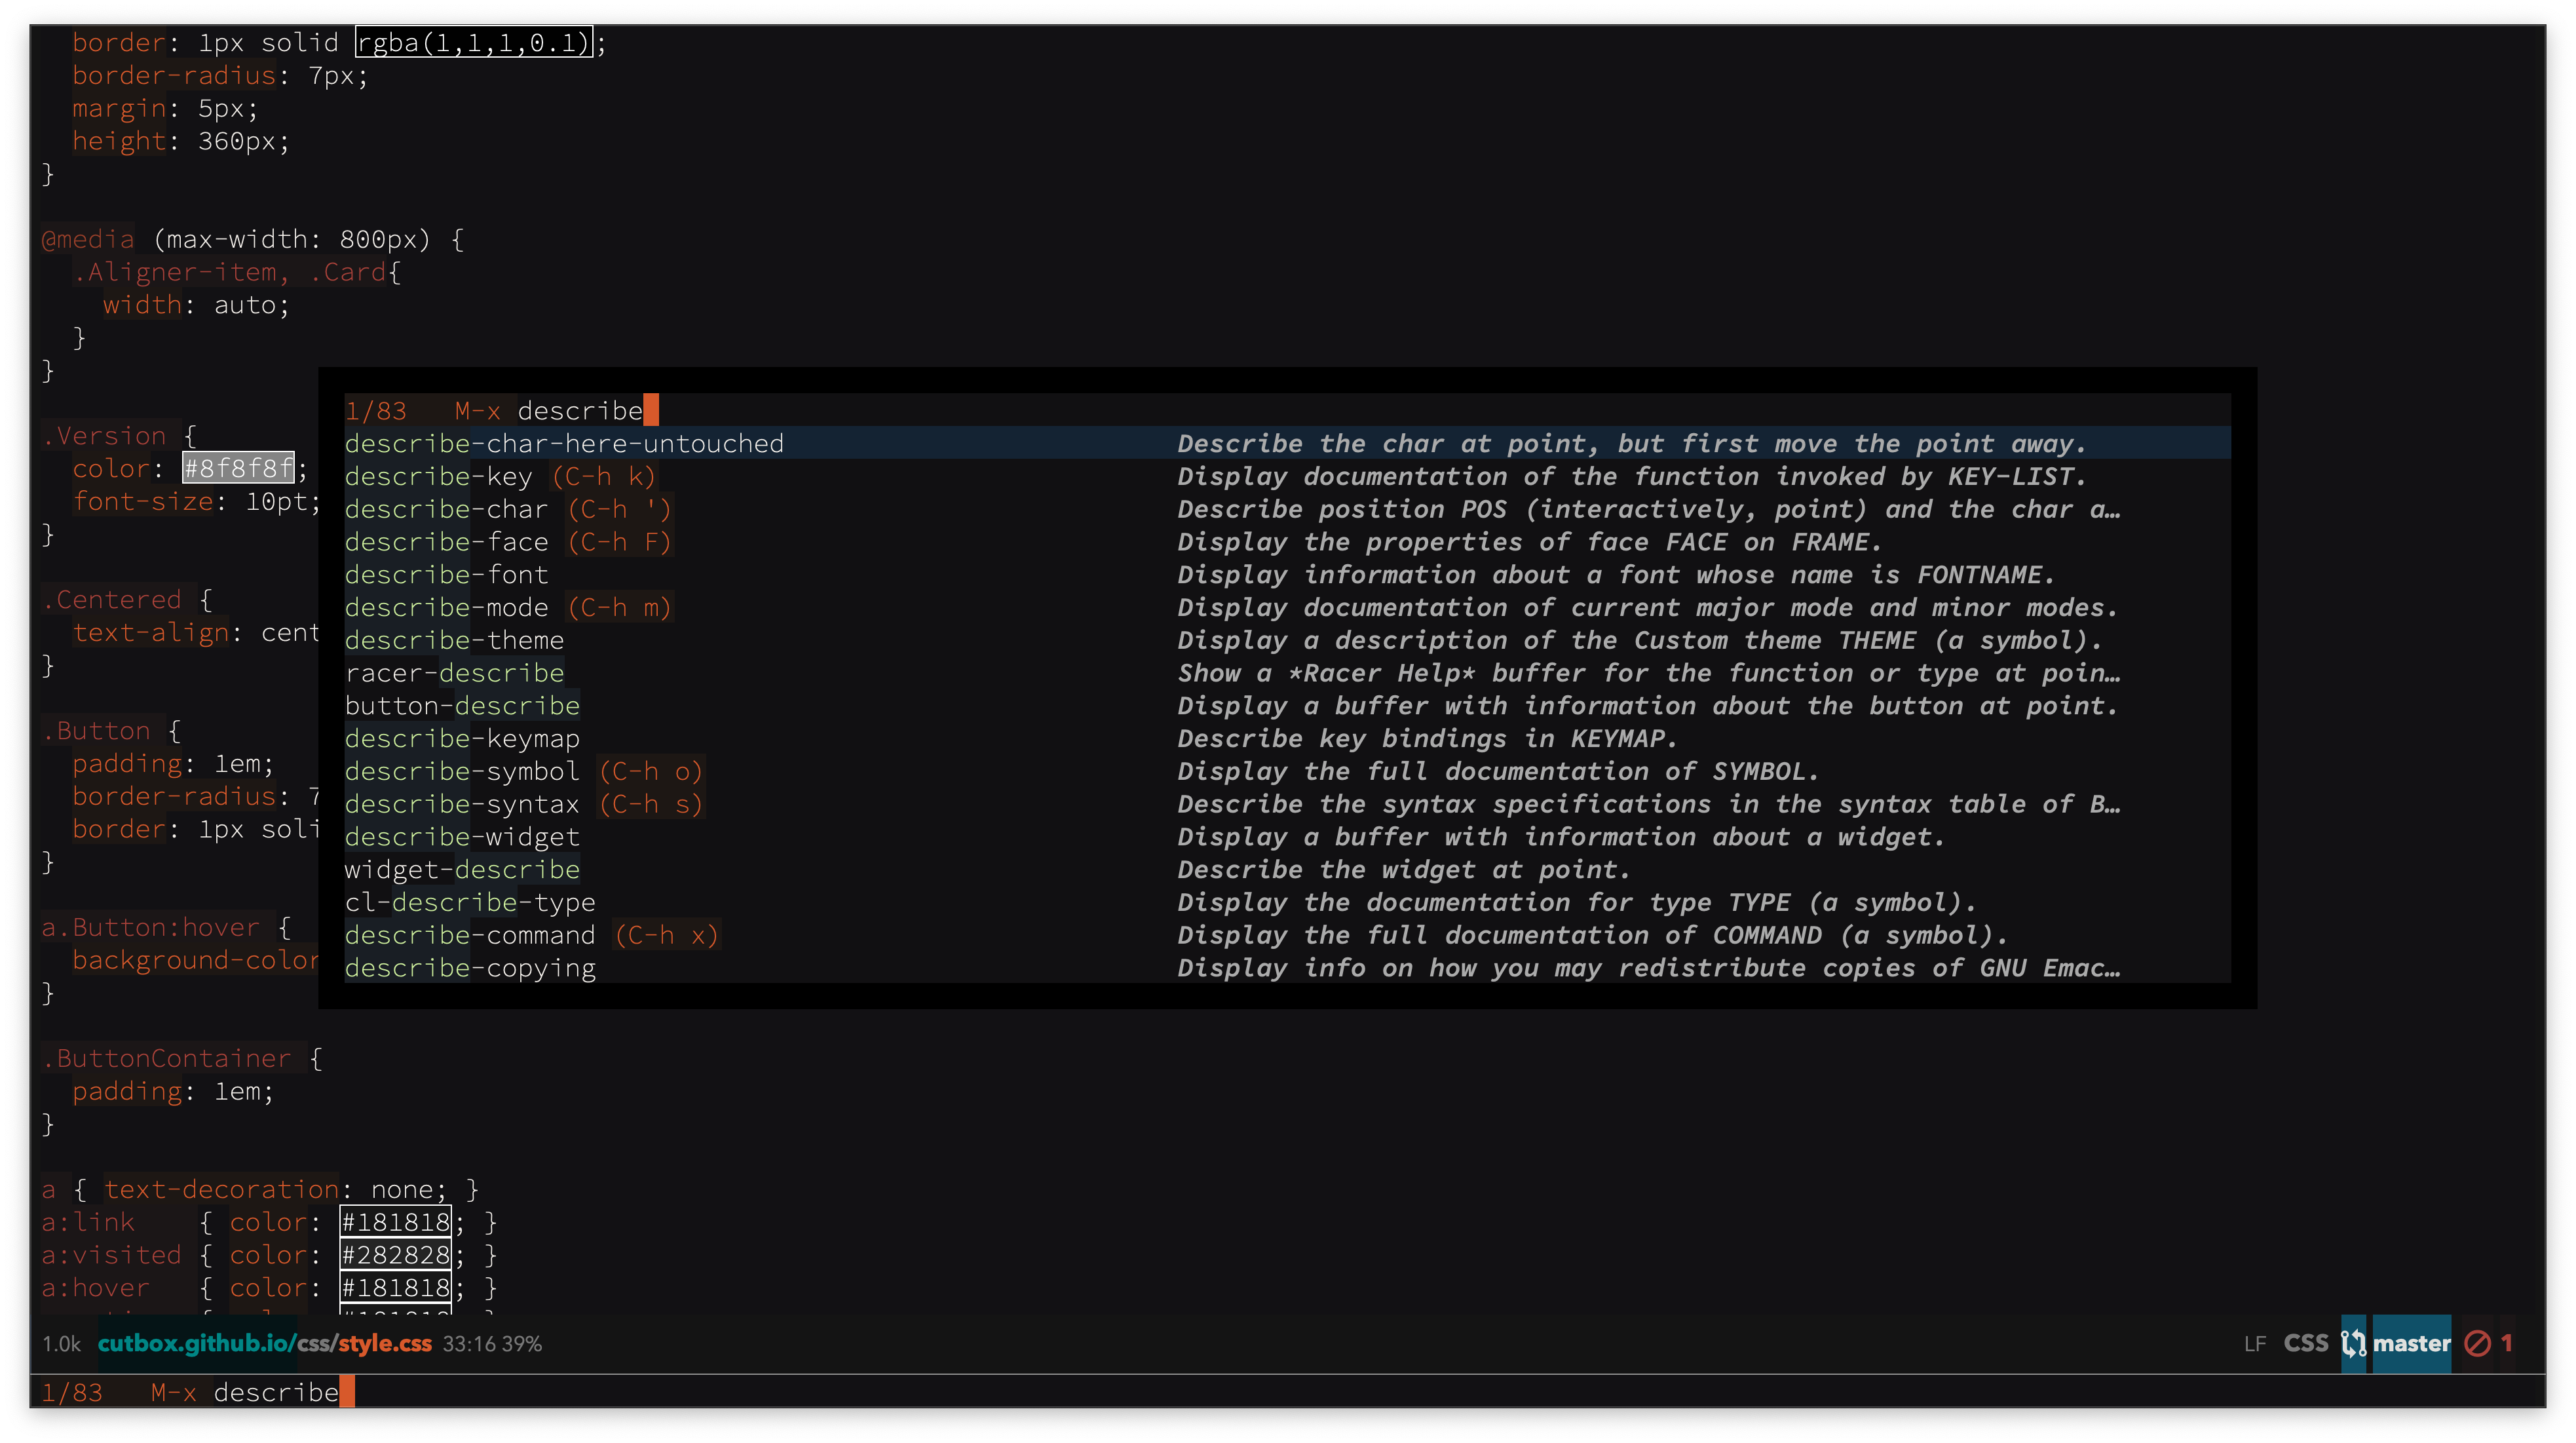 border: 1px solid rgba(1,1,1,0.1);
border-radius: 7px;
margin: 5px;
height: 360px;
}
@media (max-width: 800px) {
.Aligner-item, .Card{
width: auto;
}
}
.Version {
color: #8f8f8f;
font-size: 10pt;
}
.Centered {
text-align: cent
}
.Button {
padding: 1em;
border-radius: 7
border: 1px soli
}
a.Button:hover {
background-color
}
1/83 M-x describe
describe-char-here-untouched Describe the char at point, but first move the point away.
describe-key (C-h k) Display documentation of the function invoked by KEY-LIST.
describe-char (C-h ') Describe position POS (interactively, point) and the char a…
describe-face (C-h F) Display the properties of face FACE on FRAME.
describe-font Display information about a font whose name is FONTNAME.
describe-mode (C-h m) Display documentation of current major mode and minor modes.
describe-theme Display a description of the Custom theme THEME (a symbol).
racer-describe Show a *Racer Help* buffer for the function or type at poin…
button-describe Display a buffer with information about the button at point.
describe-keymap Describe key bindings in KEYMAP.
describe-symbol (C-h o) Display the full documentation of SYMBOL.
describe-syntax (C-h s) Describe the syntax specifications in the syntax table of B…
describe-widget Display a buffer with information about a widget.
widget-describe Describe the widget at point.
cl-describe-type Display the documentation for type TYPE (a symbol).
describe-command (C-h x) Display the full documentation of COMMAND (a symbol).
describe-copying Display info on how you may redistribute copies of GNU Emac…
.ButtonContainer {
padding: 1em;
}
a { text-decoration: none; }
a:link { color: #181818; }
a:visited { color: #282828; }
a:hover { color: #181818; }
1.0k cutbox.github.io/css/style.css 33:16 39% LF CSS master 1
1/83 M-x describe